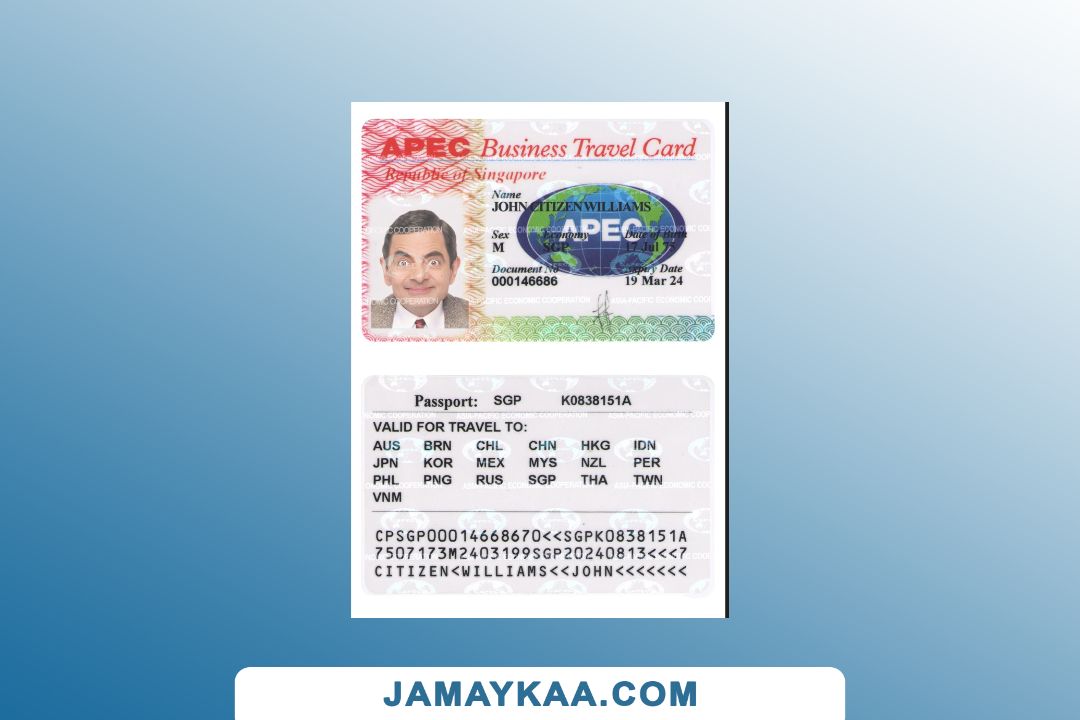 APEC Business Travel Card
Republic of Singapore
Name
JOHN CITIZEN WILLIAMS
Sex Economy Date of Birth
M SGP 17 Jul 75
APEC
Document No Expiry Date
000146686 19 Mar 24
ASIA-PACIFIC ECONOMIC COOPERATION
Passport: SGP K0838151A
VALID FOR TRAVEL TO:
AUS BRN CHL CHN HKG IDN
JPN KOR MEX MYS NZL PER
PHL PNG RUS SGP THA TWN
VNM
CPSGP00014668670<<SGPK0838151A
7507173M2403199SGP20240813<<<7
CITIZEN<WILLIAMS<<JOHN<<<<<<<
JAMAYKAA.COM